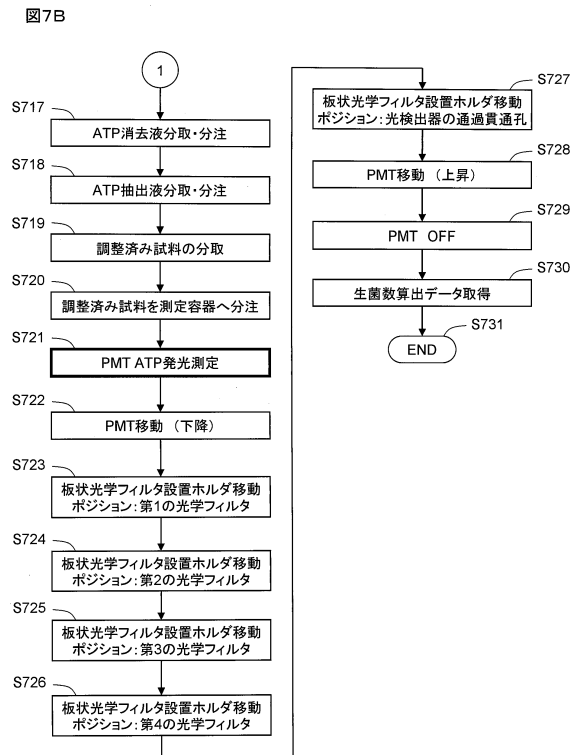 図7B
1
S717
ATP消去液分取・分注
S718
ATP抽出液分取・分注
S719
調整済み試料の分取
S720
調整済み試料を測定容器へ分注
S721
PMT ATP発光測定
S722
PMT移動（下降）
S723
板状光学フィルタ設置ホルダ移動
ポジション：第1の光学フィルタ
S724
板状光学フィルタ設置ホルダ移動
ポジション：第2の光学フィルタ
S725
板状光学フィルタ設置ホルダ移動
ポジション：第3の光学フィルタ
S726
板状光学フィルタ設置ホルダ移動
ポジション：第4の光学フィルタ
S727
板状光学フィルタ設置ホルダ移動
ポジション：光検出器の通過貫通孔
S728
PMT移動（上昇）
S729
PMT OFF
S730
生菌数算出データ取得
S731
END